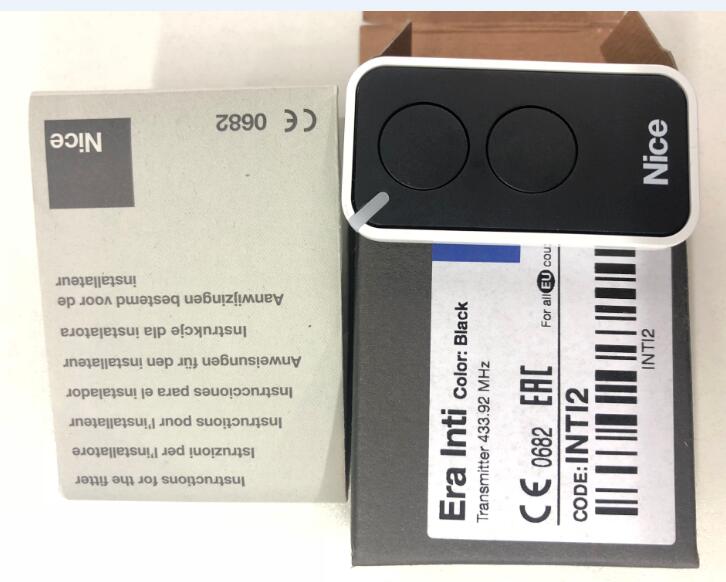 Nice
CE 0682
Instructions for the fitter
Istruzioni per l'installatore
Instructions pour l'installateur
Instrucciones para el instalador
Anweisungen für den installateur
Instrukcje dla instalatora
Aanwijzingen bestemd voor de
installateur
Nice
Era Inti Color: Black
Transmitter 433.92 MHz
CE 0682 EAC
For all EU cou
CODE:INTI2
INTI2